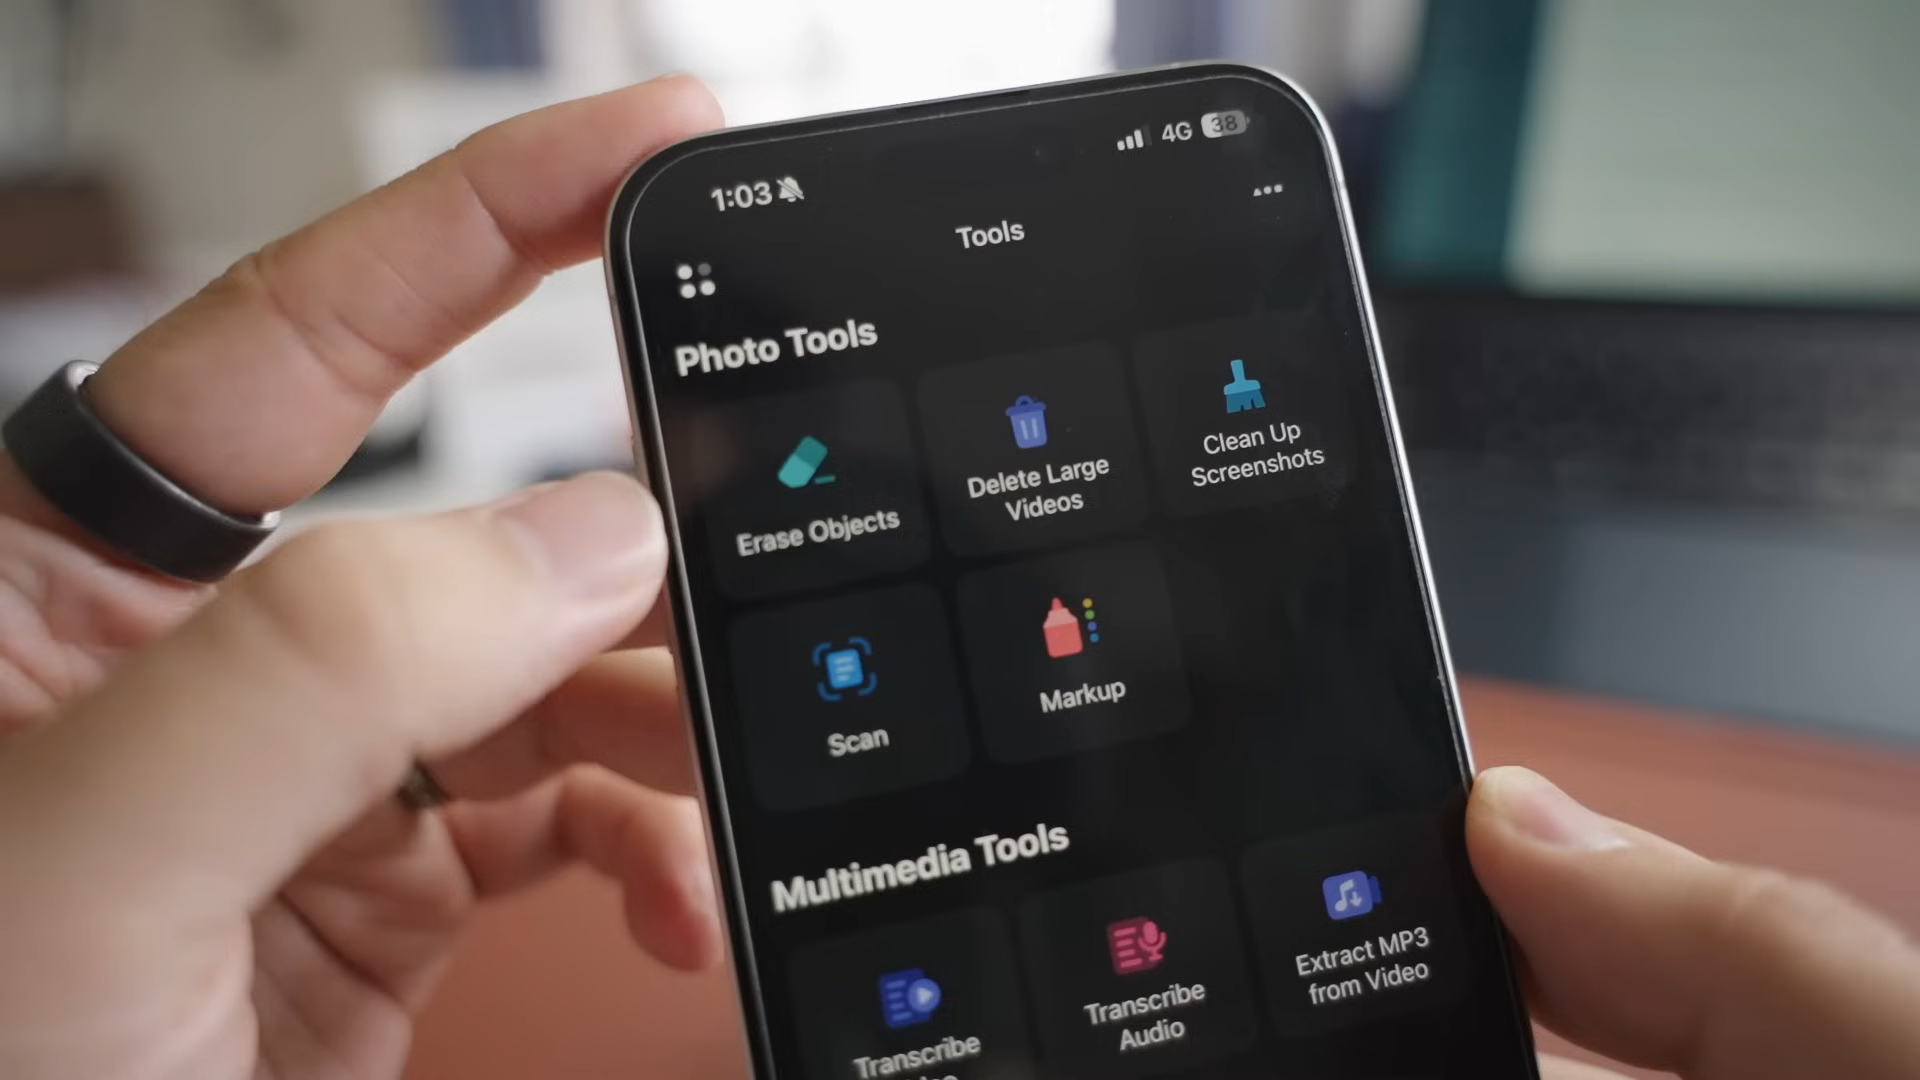 1:03
4G 38
Tools
Photo Tools
Erase Objects
Delete Large
Videos
Clean Up
Screenshots
Scan
Markup
Multimedia Tools
Transcribe
Transcribe
Audio
Extract MP3
from Video